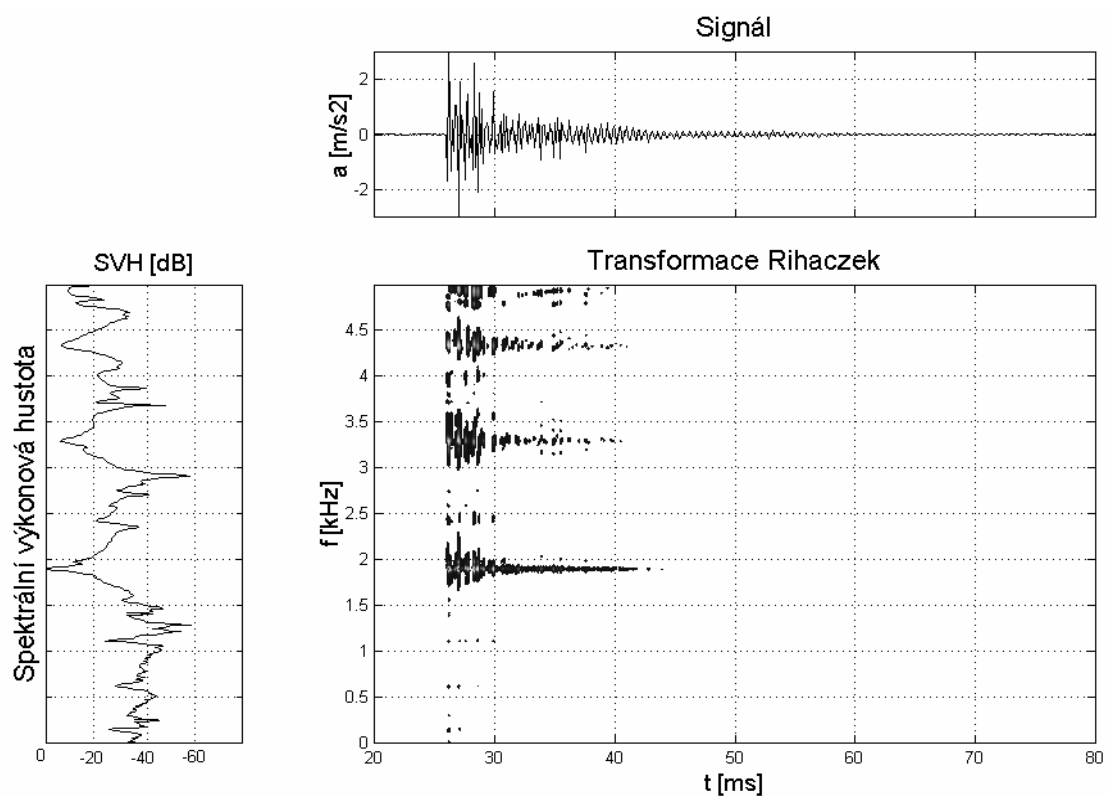 Signál
a [m/s2]
2
0
-2
SVH [dB]
Spektrální výkonová hustota
0 -20 -40 -60
Transformace Rihaczek
f [kHz]
4.5
4
3.5
3
2.5
2
1.5
1
0.5
0
20 30 40 50 60 70 80
t [ms]